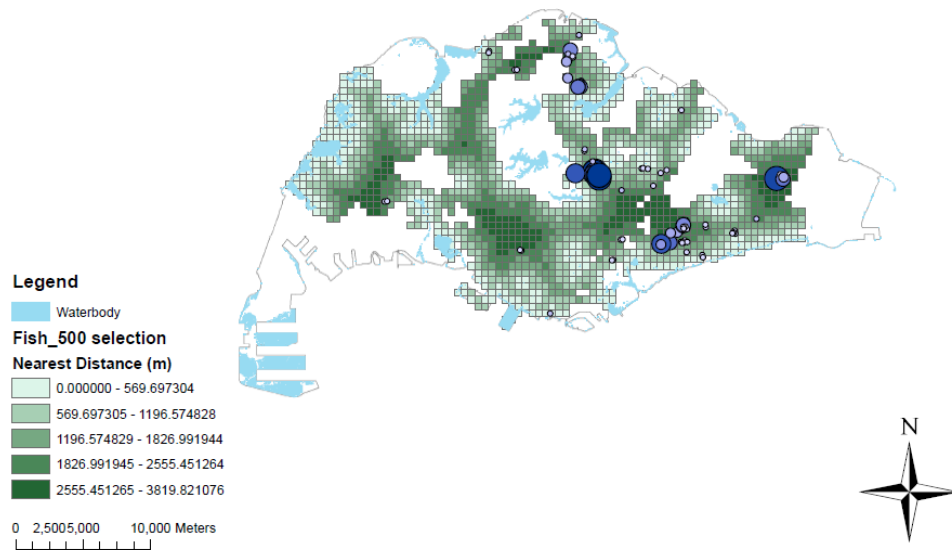 Legend
Waterbody
Fish_500 selection
Nearest Distance (m)
0.000000 - 569.697304
569.697305 - 1196.574828
1196.574829 - 1826.991944
1826.991945 - 2555.451264
2555.451265 - 3819.821076
0 2,5005,000 10,000 Meters
N